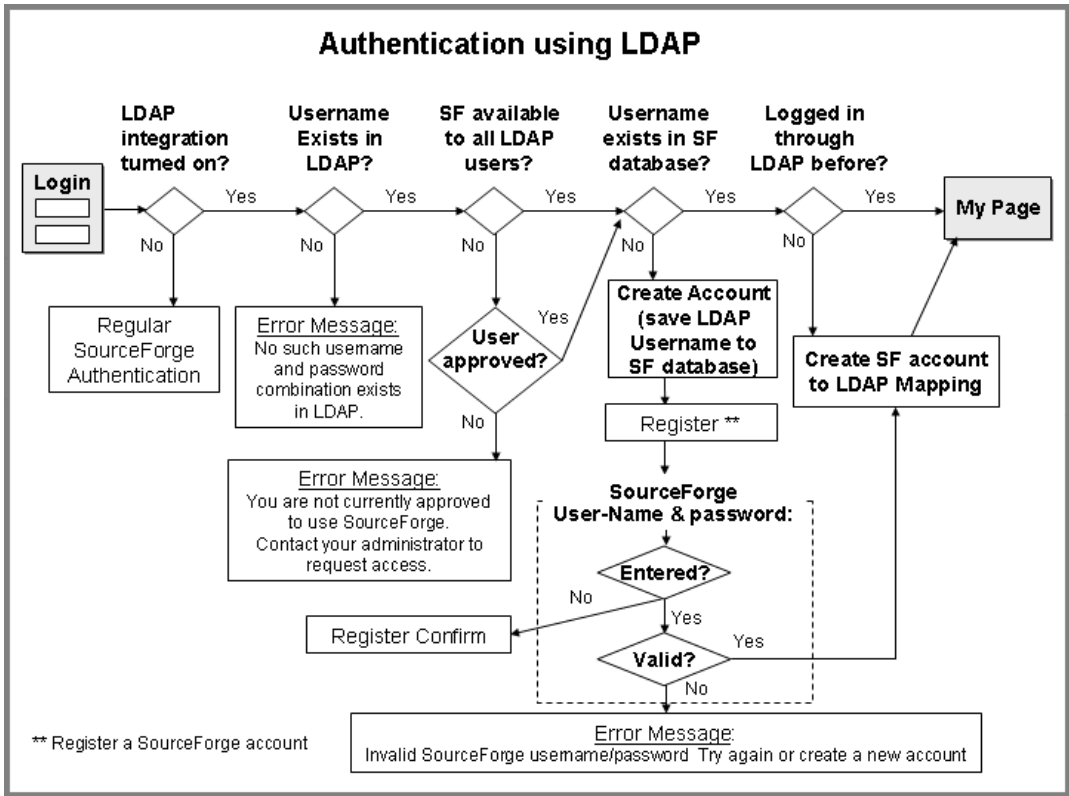 Authentication using LDAP
LDAP
integration
turned on?
Username
Exists in
LDAP?
SF available
to all LDAP
users?
Username
exists in SF
database?
Logged in
through
LDAP before?
Login
Yes
Yes
Yes
Yes
Yes
My Page
No
No
No
No
No
Regular
SourceForge
Authentication
Error Message:
No such username
and password
combination exists
in LDAP.
User
approved?
Yes
No
Create Account
(save LDAP
Username to
SF database)
Create SF account
to LDAP Mapping
Register **
Error Message:
You are not currently approved
to use SourceForge.
Contact your administrator to
request access.
SourceForge
User-Name & password:
Entered?
No
Yes
Register Confirm
Valid?
Yes
No
Error Message:
Invalid SourceForge username/password Try again or create a new account
** Register a SourceForge account